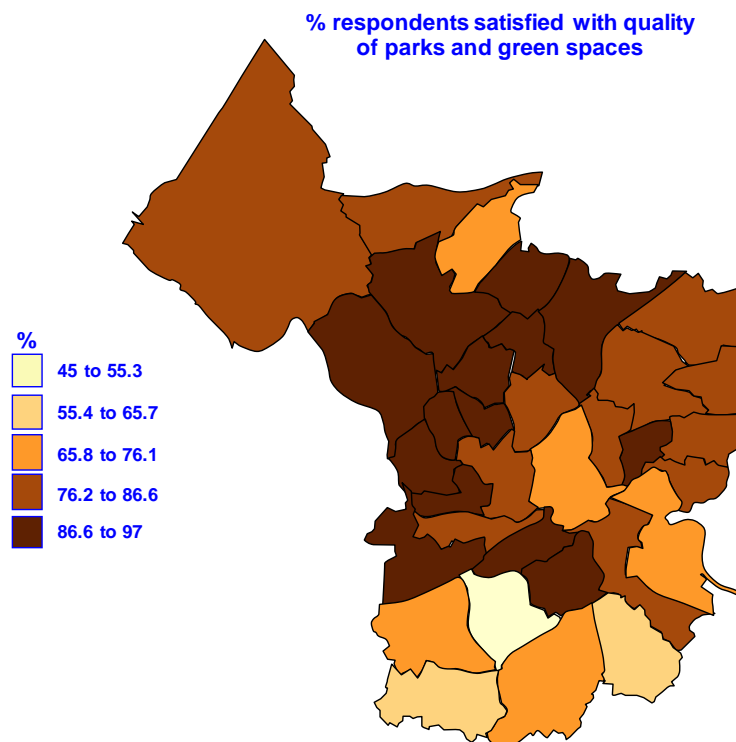 % respondents satisfied with quality
of parks and green spaces
%
45 to 55.3
55.4 to 65.7
65.8 to 76.1
76.2 to 86.6
86.6 to 97